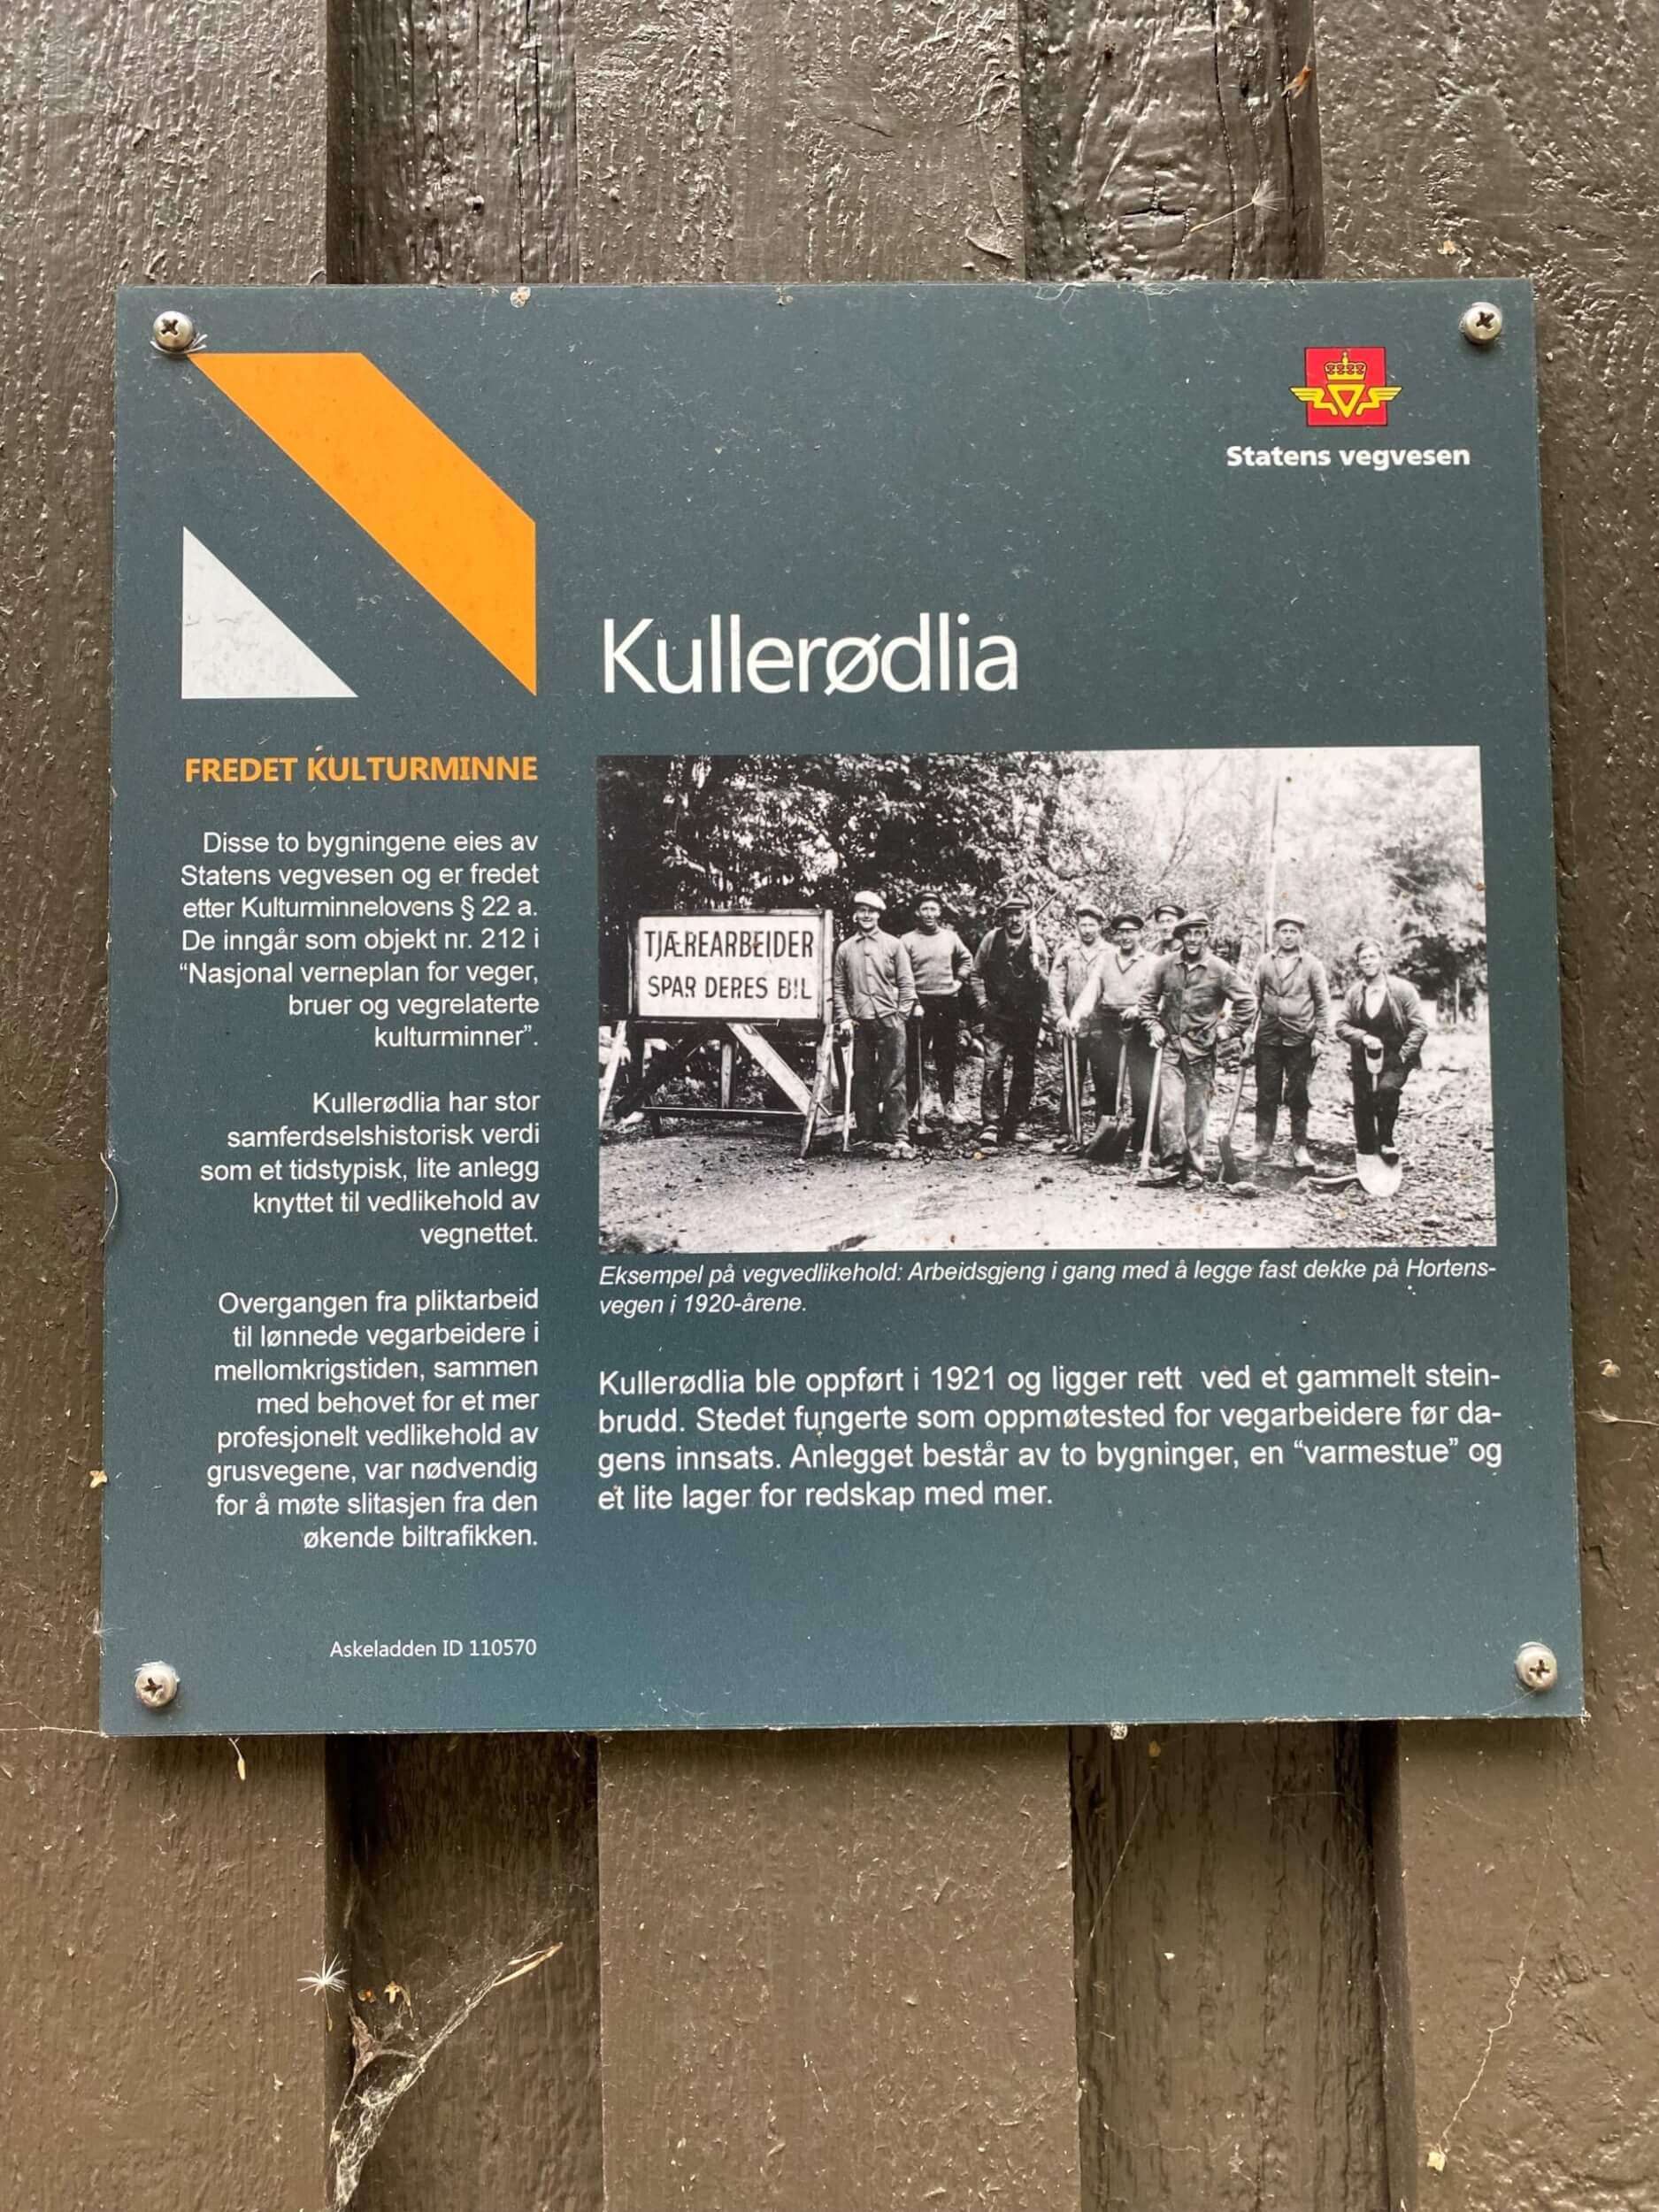 Statens vegvesen
Kullerødlia
FREDET KULTURMINNE
Disse to bygningene eies av
Statens vegvesen og er fredet
etter Kulturminnelovens § 22 a.
De inngår som objekt nr. 212 i
“Nasjonal verneplan for veger,
bruer og vegrelaterte
kulturminner”.
Kullerødlia har stor
samferdselshistorisk verdi
som et tidstypisk, lite anlegg
knyttet til vedlikehold av
vegnettet.
Overgangen fra pliktarbeid
til lønnede vegarbeidere i
mellomkrigstiden, sammen
med behovet for et mer
profesjonelt vedlikehold av
grusvegene, var nødvendig
for å møte slitasjen fra den
økende biltrafikken.
Askeladden ID 110570
TJÆREARBEIDER
SPAR DERES BIL
Eksempel på vegvedlikehold: Arbeidsgjeng i gang med å legge fast dekke på Hortens-
vegen i 1920-årene.
Kullerødlia ble oppført i 1921 og ligger rett ved et gammelt stein-
brudd. Stedet fungerte som oppmøtested for vegarbeidere før da-
gens innsats. Anlegget består av to bygninger, en “varmestue” og
et lite lager for redskap med mer.